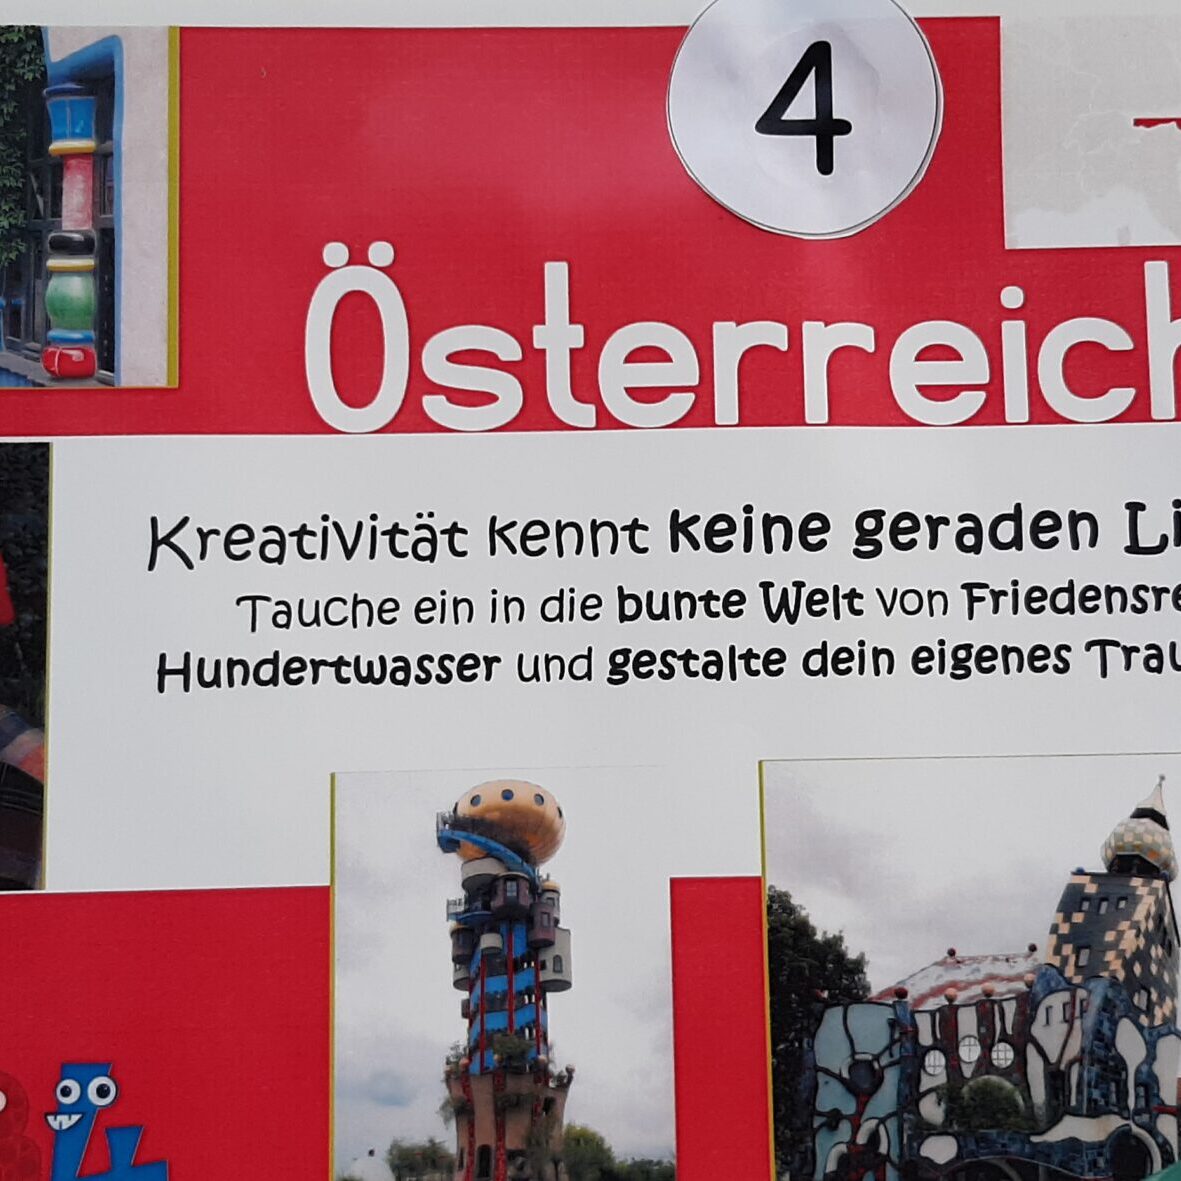 4
Österreich
Kreativität kennt keine geraden Li
Tauche ein in die bunte Welt von Friedensre
Hundertwasser und gestalte dein eigenes Trau